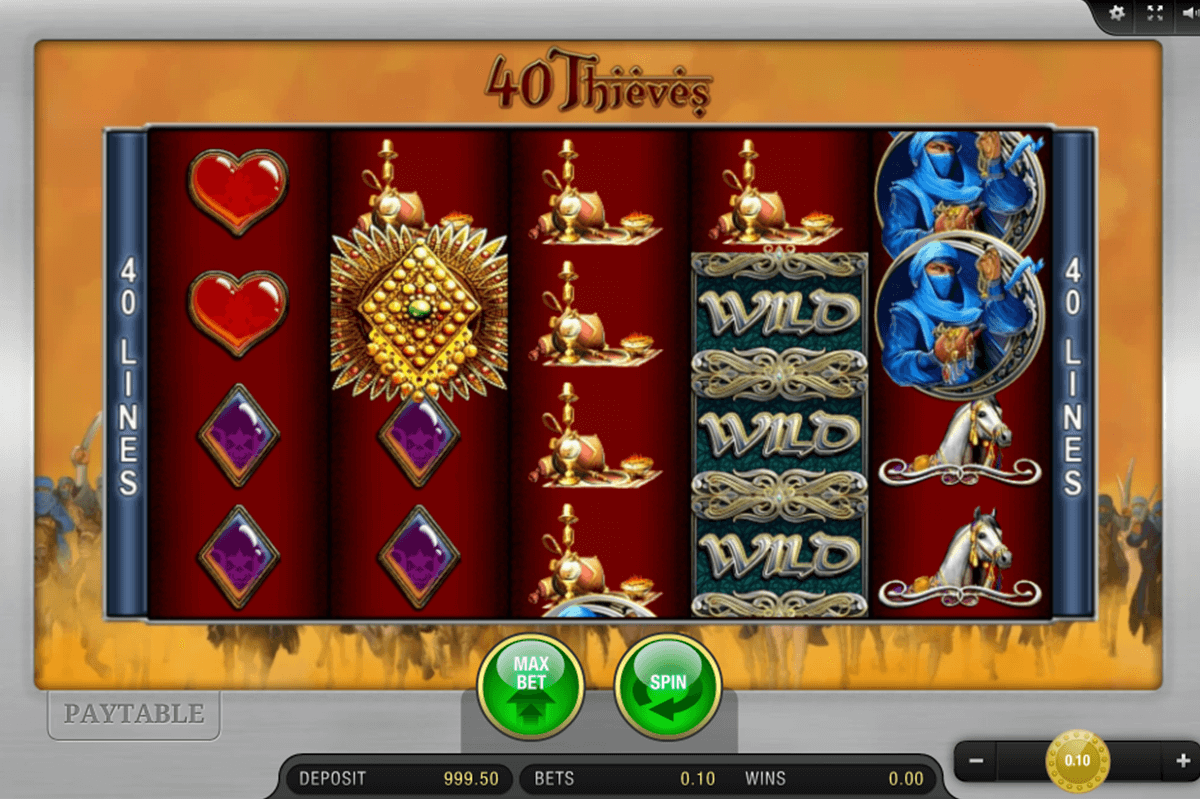 40 Thieves
40 LINES
40 LINES
WILD
WILD
WILD
MAX
BET
SPIN
PAYTABLE
DEPOSIT 999.50 BETS 0.10 WINS 0.00
− 0.10 +